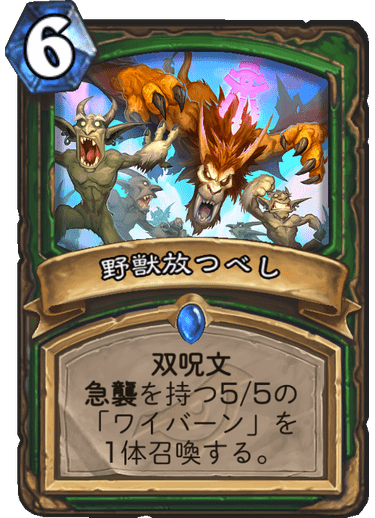 6
野獣放つべし
双呪文
急襲を持つ5/5の
「ワイバーン」を
1体召喚する。